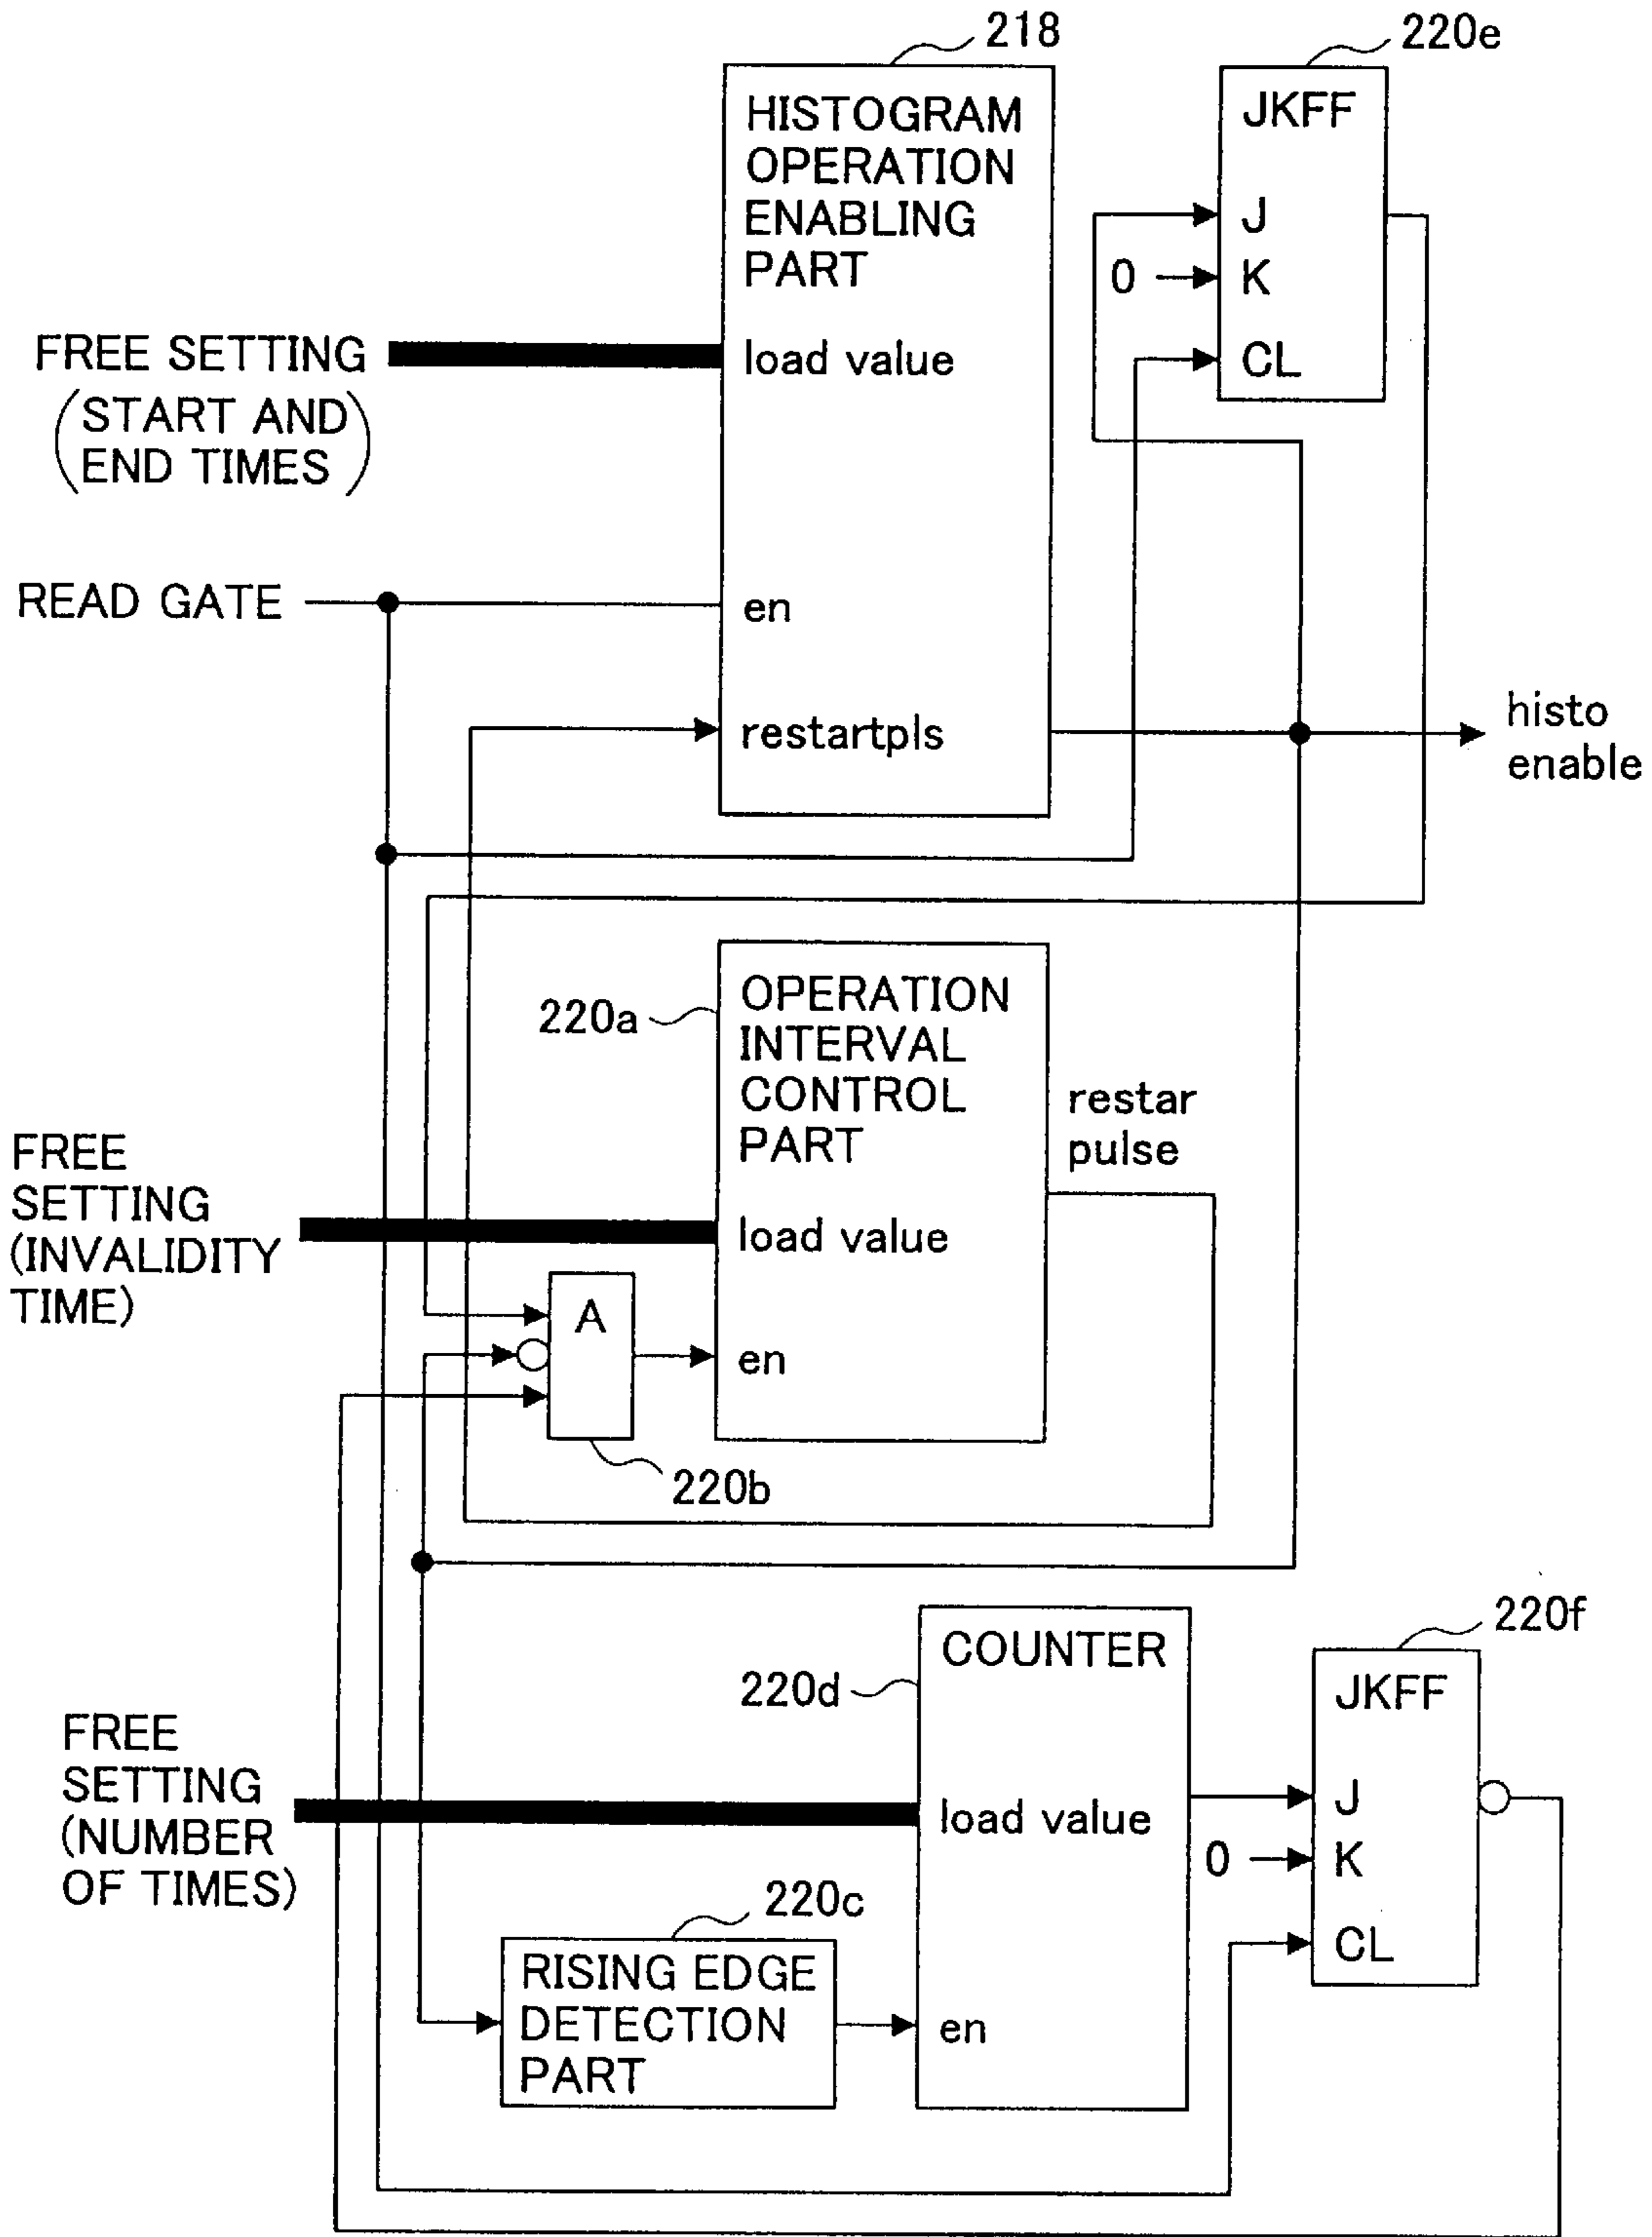 218
220e
HISTOGRAM
OPERATION
ENABLING
PART
load value
en
restartpls
JKFF
J
0
K
CL
FREE SETTING
(START AND
END TIMES)
READ GATE
histo
enable
220a
OPERATION
INTERVAL
CONTROL
PART
load value
en
restar
pulse
FREE
SETTING
(INVALIDITY
TIME)
A
220b
COUNTER
220d
load value
en
220f
JKFF
J
0
K
CL
FREE
SETTING
(NUMBER
OF TIMES)
220c
RISING EDGE
DETECTION
PART